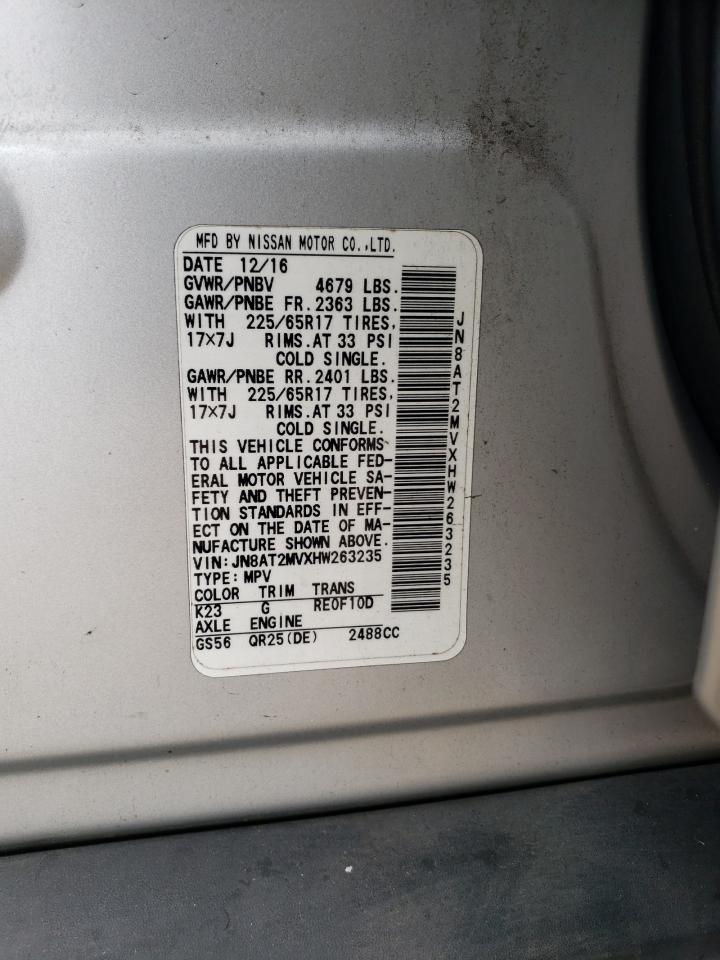 MFD BY NISSAN MOTOR CO.,LTD.
DATE 12/16
GVWR/PNBV 4679 LBS.
GAWR/PNBE FR. 2363 LBS.
WITH 225/65R17 TIRES,
17×7J RIMS. AT 33 PSI
COLD SINGLE.
GAWR/PNBE RR. 2401 LBS.
WITH 225/65R17 TIRES,
17×7J RIMS. AT 33 PSI
COLD SINGLE.
THIS VEHICLE CONFORMS
TO ALL APPLICABLE FED-
ERAL MOTOR VEHICLE SA-
FETY AND THEFT PREVEN-
TION STANDARDS IN EFF-
ECT ON THE DATE OF MA-
NUFACTURE SHOWN ABOVE.
VIN: JN8AT2MVXHW263235
TYPE: MPV
COLOR TRIM TRANS
K23 G RE0F10D
AXLE ENGINE
GS56 QR25(DE) 2488CC
JN8AT2MVXHW263235